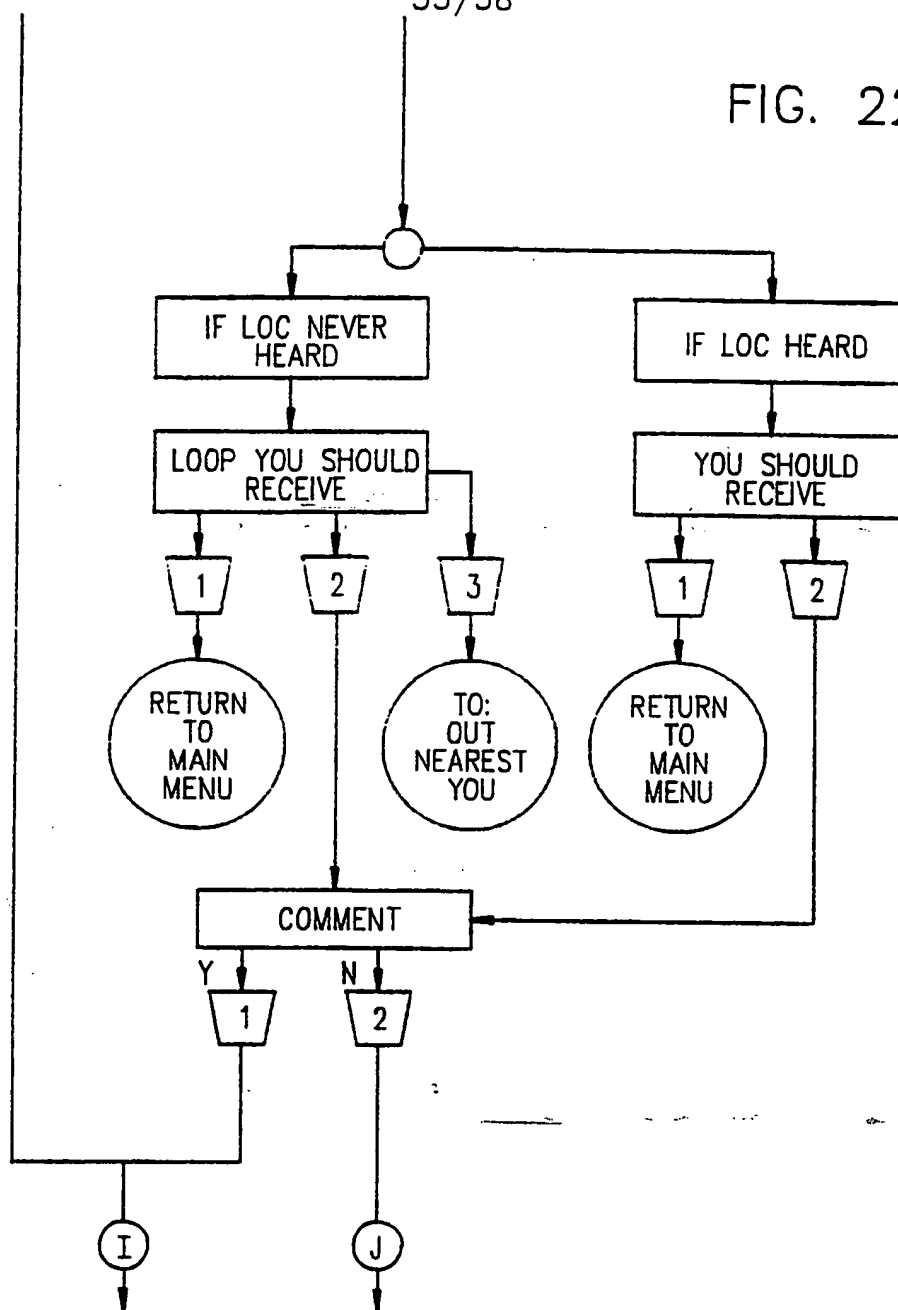 FIG. 22
IF LOC NEVER
HEARD
IF LOC HEARD
LOOP YOU SHOULD
RECEIVE
YOU SHOULD
RECEIVE
1
2
3
1
2
RETURN
TO
MAIN
MENU
TO:
OUT
NEAREST
YOU
RETURN
TO
MAIN
MENU
COMMENT
Y
N
1
2
I
J